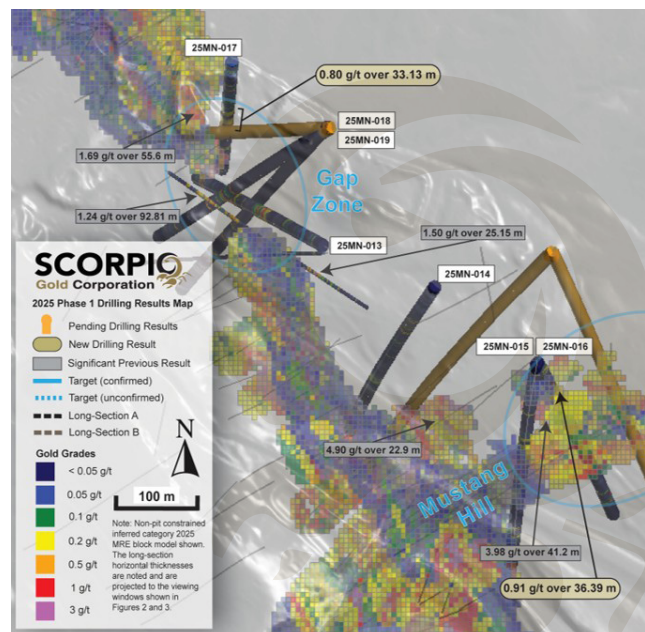 25MN-017
0.80 g/t over 33.13 m
25MN-018
25MN-019
1.69 g/t over 55.6 m
Gap
Zone
1.24 g/t over 92.81 m
1.50 g/t over 25.15 m
25MN-013
25MN-014
SCORPIO
Gold Corporation
2025 Phase 1 Drilling Results Map
Pending Drilling Results
New Drilling Result
Significant Previous Result
Target (confirmed)
Target (unconfirmed)
Long-Section A
Long-Section B
N
Gold Grades
< 0.05 g/t
0.05 g/t
0.1 g/t
0.2 g/t
0.5 g/t
1 g/t
3 g/t
100 m
Note: Non-pit constrained
inferred category 2025
MRE block model shown.
The long-section
horizontal thicknesses
are noted and are
projected to the viewing
windows shown in
Figures 2 and 3.
25MN-015
25MN-016
4.90 g/t over 22.9 m
Mustang
Hill
3.98 g/t over 41.2 m
0.91 g/t over 36.39 m